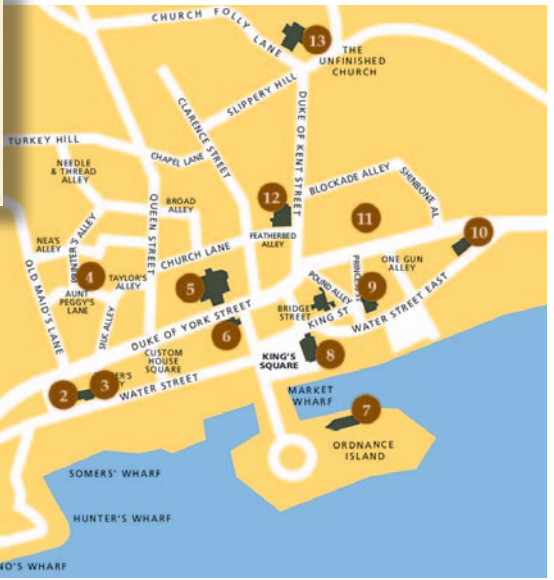 CHURCH FOLLY LANE
13
THE
UNFINISHED
CHURCH
SLIPPERY HILL
CLARENCE STREET
DUKE OF KENT STREET
TURKEY HILL
CHAPEL LANE
NEEDLE
& THREAD
ALLEY
BLOCKADE ALLEY
SHINBONE AL.
12
QUEEN STREET
BROAD
ALLEY
11
FEATHERBED
ALLEY
10
NEA'S
ALLEY
CHURCH LANE
ONE GUN
ALLEY
OLD MAID'S LANE
4
TAYLOR'S
ALLEY
AUNT
PEGGY'S
LANE
5
POUND ALLEY
9
SILK ALLEY
DUKE OF YORK STREET
BRIDGE
STREET
KING ST
WATER STREET EAST
6
CUSTOM
HOUSE
SQUARE
KING'S
SQUARE
8
2
3
WATER STREET
MARKET
WHARF
7
ORDNANCE
ISLAND
SOMERS' WHARF
HUNTER'S WHARF
NO'S WHARF